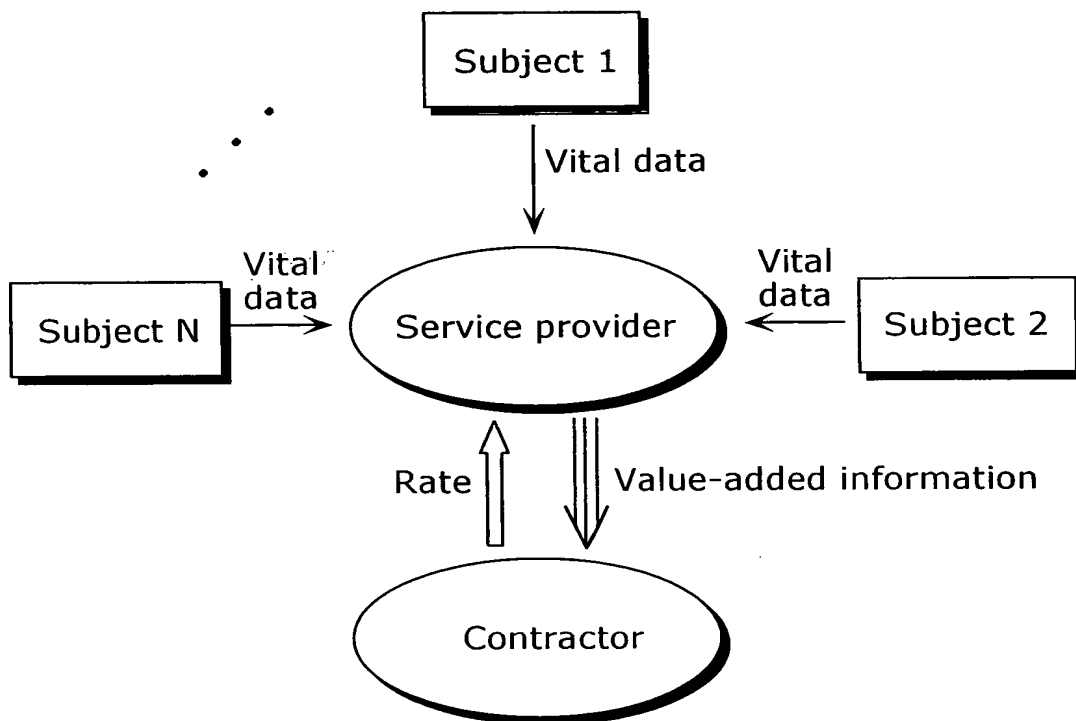 Subject 1
Vital data
Vital
data
Vital
data
Subject N
Service provider
Subject 2
Rate
Value-added information
Contractor